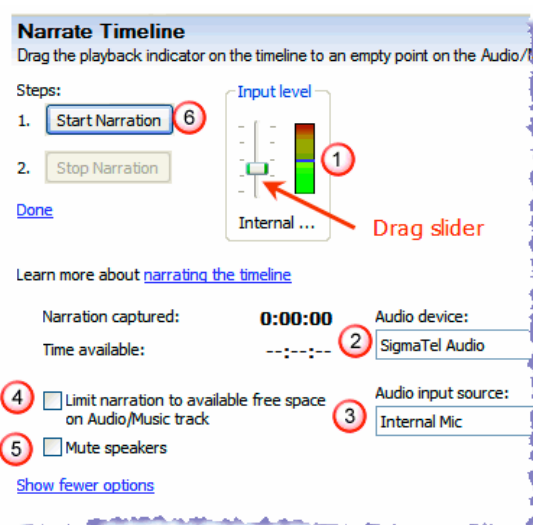 Narrate Timeline
Drag the playback indicator on the timeline to an empty point on the Audio/
Steps:
1. Start Narration 6
2. Stop Narration
Done
Input level
1
Internal ...
Drag slider
Learn more about narrating the timeline
Narration captured: 0:00:00
Time available: --:--:--
Audio device:
2 SigmaTel Audio
4 Limit narration to available free space
on Audio/Music track
5 Mute speakers
Audio input source:
3 Internal Mic
Show fewer options